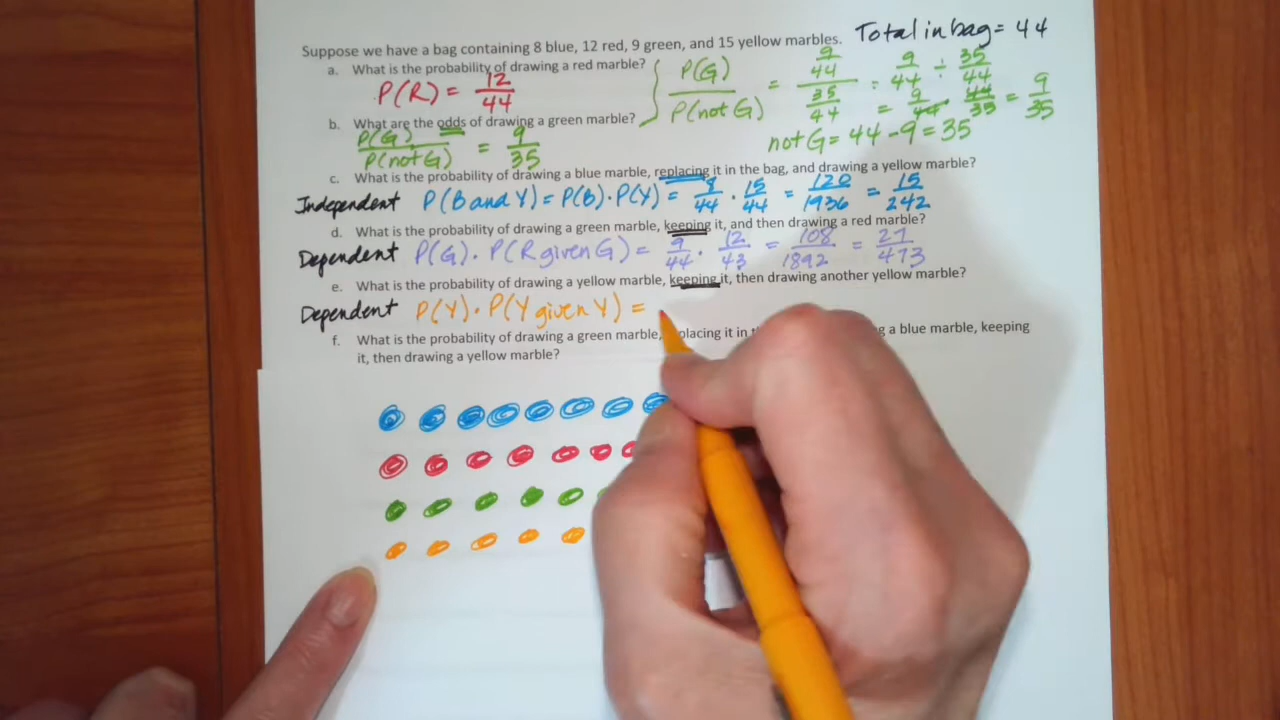 Suppose we have a bag containing 8 blue, 12 red, 9 green, and 15 yellow marbles. Total in bag = 44
a. What is the probability of drawing a red marble?
P(R) = 12/44
P(G)/P(not G) = 9/44 / 35/44 = 9/44 ÷ 35/44
= 9/44 · 44/35 = 9/35
b. What are the odds of drawing a green marble?
P(G)/P(not G) = 9/35
not G = 44 - 9 = 35
c. What is the probability of drawing a blue marble, replacing it in the bag, and drawing a yellow marble?
Independent P(B and Y) = P(B) · P(Y) = 8/44 · 15/44 = 120/1936 = 15/242
d. What is the probability of drawing a green marble, keeping it, and then drawing a red marble?
Dependent P(G) · P(R given G) = 9/44 · 12/43 = 108/1892 = 27/473
e. What is the probability of drawing a yellow marble, keeping it, then drawing another yellow marble?
Dependent P(Y) · P(Y given Y) =
f. What is the probability of drawing a green marble, placing it in g a blue marble, keeping
it, then drawing a yellow marble?